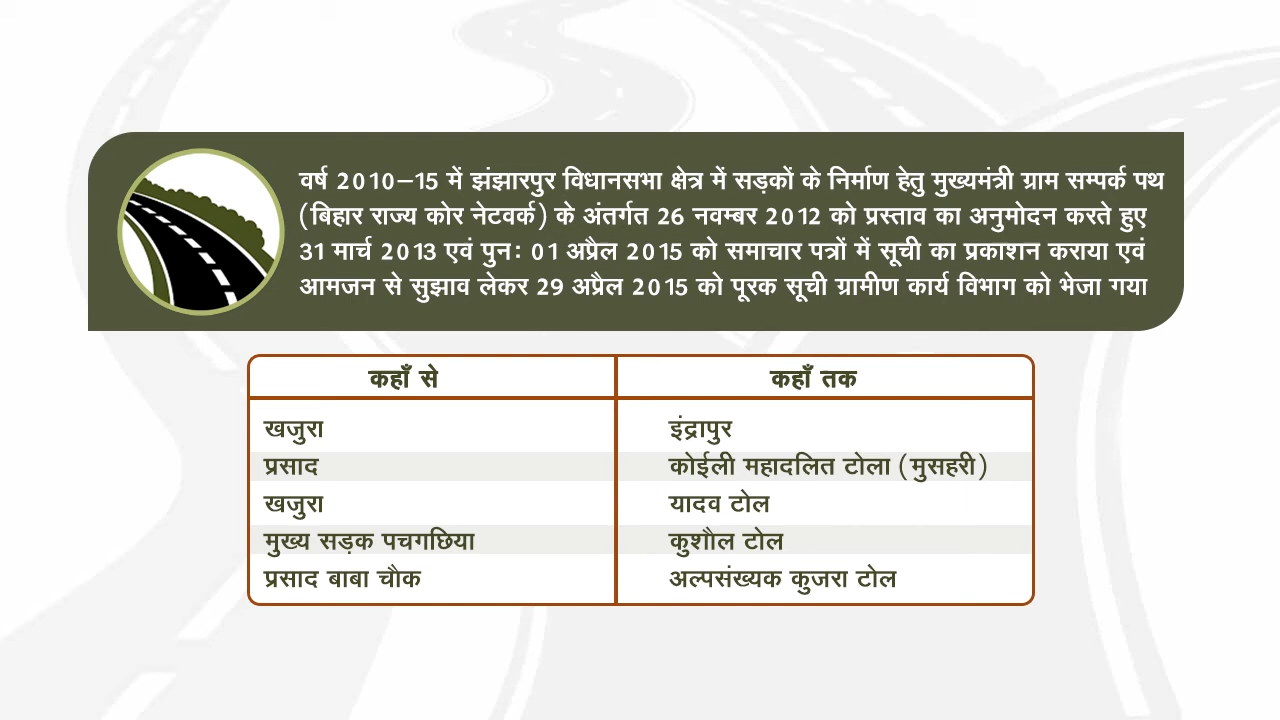 वर्ष 2010–15 में झंझारपुर विधानसभा क्षेत्र में सड़कों के निर्माण हेतु मुख्यमंत्री ग्राम सम्पर्क पथ
(बिहार राज्य कोर नेटवर्क) के अंतर्गत 26 नवम्बर 2012 को प्रस्ताव का अनुमोदन करते हुए
31 मार्च 2013 एवं पुनः 01 अप्रैल 2015 को समाचार पत्रों में सूची का प्रकाशन कराया एवं
आमजन से सुझाव लेकर 29 अप्रैल 2015 को पूरक सूची ग्रामीण कार्य विभाग को भेजा गया
कहाँ से कहाँ तक
खजुरा इंद्रापुर
प्रसाद कोईली महादलित टोला (मुसहरी)
खजुरा यादव टोल
मुख्य सड़क पचगछिया कुशौल टोल
प्रसाद बाबा चौक अल्पसंख्यक कुजरा टोल